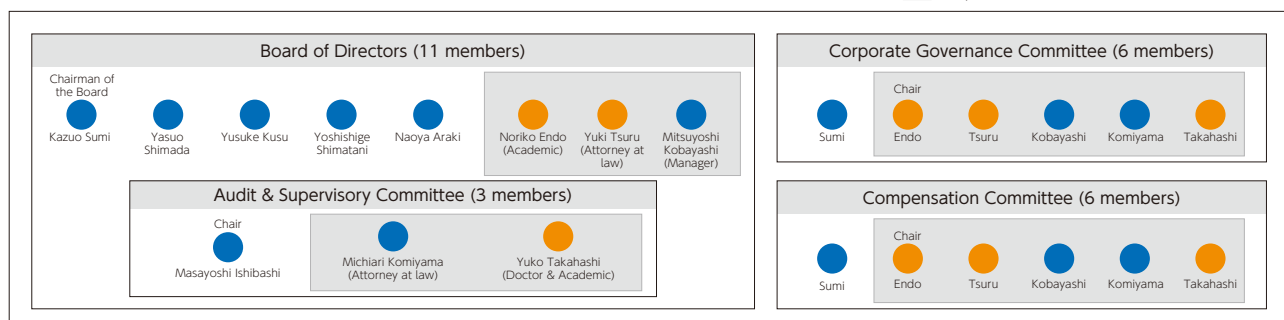 Board of Directors (11 members)
Chairman of
the Board
Kazuo Sumi
Yasuo
Shimada
Yusuke Kusu
Yoshishige
Shimatani
Naoya Araki
Noriko Endo
(Academic)
Yuki Tsuru
(Attorney at
law)
Mitsuyoshi
Kobayashi
(Manager)
Audit & Supervisory Committee (3 members)
Chair
Masayoshi Ishibashi
Michiari Komiyama
(Attorney at law)
Yuko Takahashi
(Doctor & Academic)
Corporate Governance Committee (6 members)
Chair
Sumi
Endo
Tsuru
Kobayashi
Komiyama
Takahashi
Compensation Committee (6 members)
Chair
Sumi
Endo
Tsuru
Kobayashi
Komiyama
Takahashi